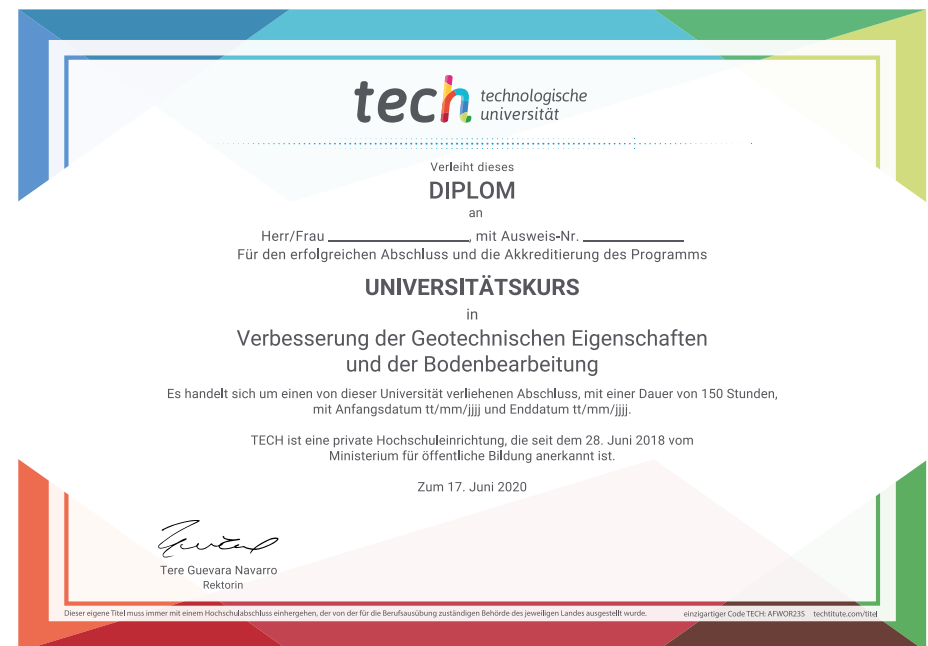 tech technologische
universität
Verleiht dieses
DIPLOM
an
Herr/Frau ____________________, mit Ausweis-Nr. ______________
Für den erfolgreichen Abschluss und die Akkreditierung des Programms
UNIVERSITÄTSKURS
in
Verbesserung der Geotechnischen Eigenschaften
und der Bodenbearbeitung
Es handelt sich um einen von dieser Universität verliehenen Abschluss, mit einer Dauer von 150 Stunden,
mit Anfangsdatum tt/mm/jjjj und Enddatum tt/mm/jjjj.
TECH ist eine private Hochschuleinrichtung, die seit dem 28. Juni 2018 vom
Ministerium für öffentliche Bildung anerkannt ist.
Zum 17. Juni 2020
Tere Guevara Navarro
Rektorin
Dieser eigene Titel muss immer mit einem Hochschulabschluss einhergehen, der von der für die Berufsausübung zuständigen Behörde des jeweiligen Landes ausgestellt wurde. einzigartiger Code TECH: AFWOR23S techtitute.com/titel